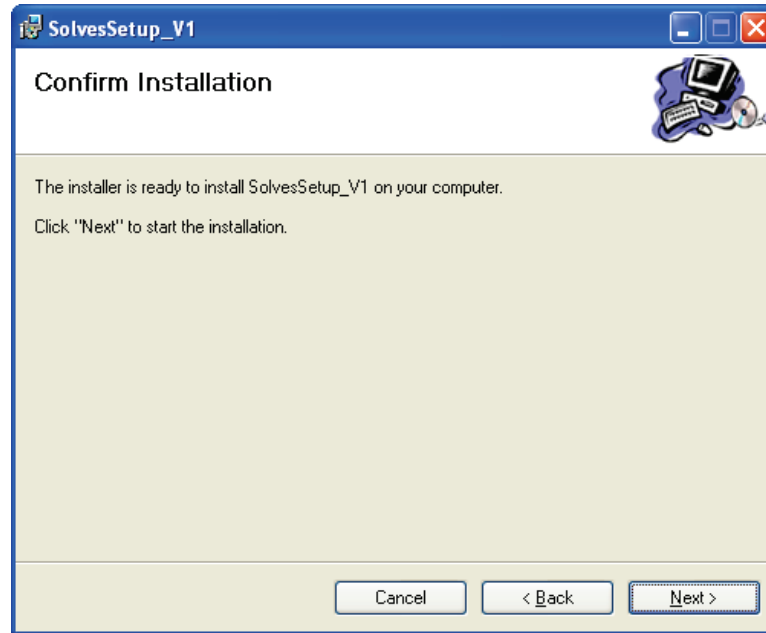 SolvesSetup_V1
Confirm Installation
The installer is ready to install SolvesSetup_V1 on your computer.
Click "Next" to start the installation.
Cancel
< Back
Next >